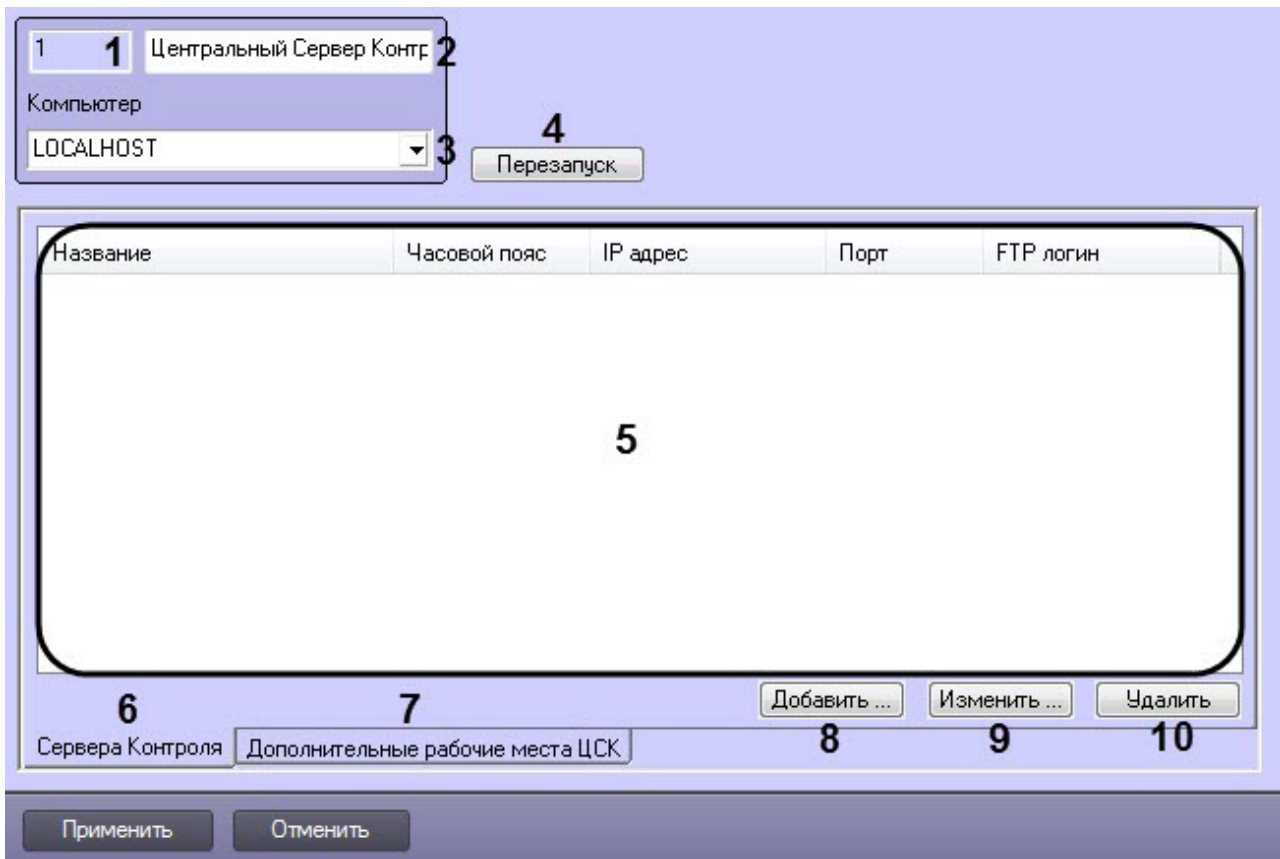 1 1 Центральный Сервер Контр 2
Компьютер
LOCALHOST 3
4
Перезапуск
Название Часовой пояс IP адрес Порт FTP логин
5
6 7 Добавить ... Изменить ... Удалить
Сервера Контроля Дополнительные рабочие места ЦСК 8 9 10
Применить Отменить